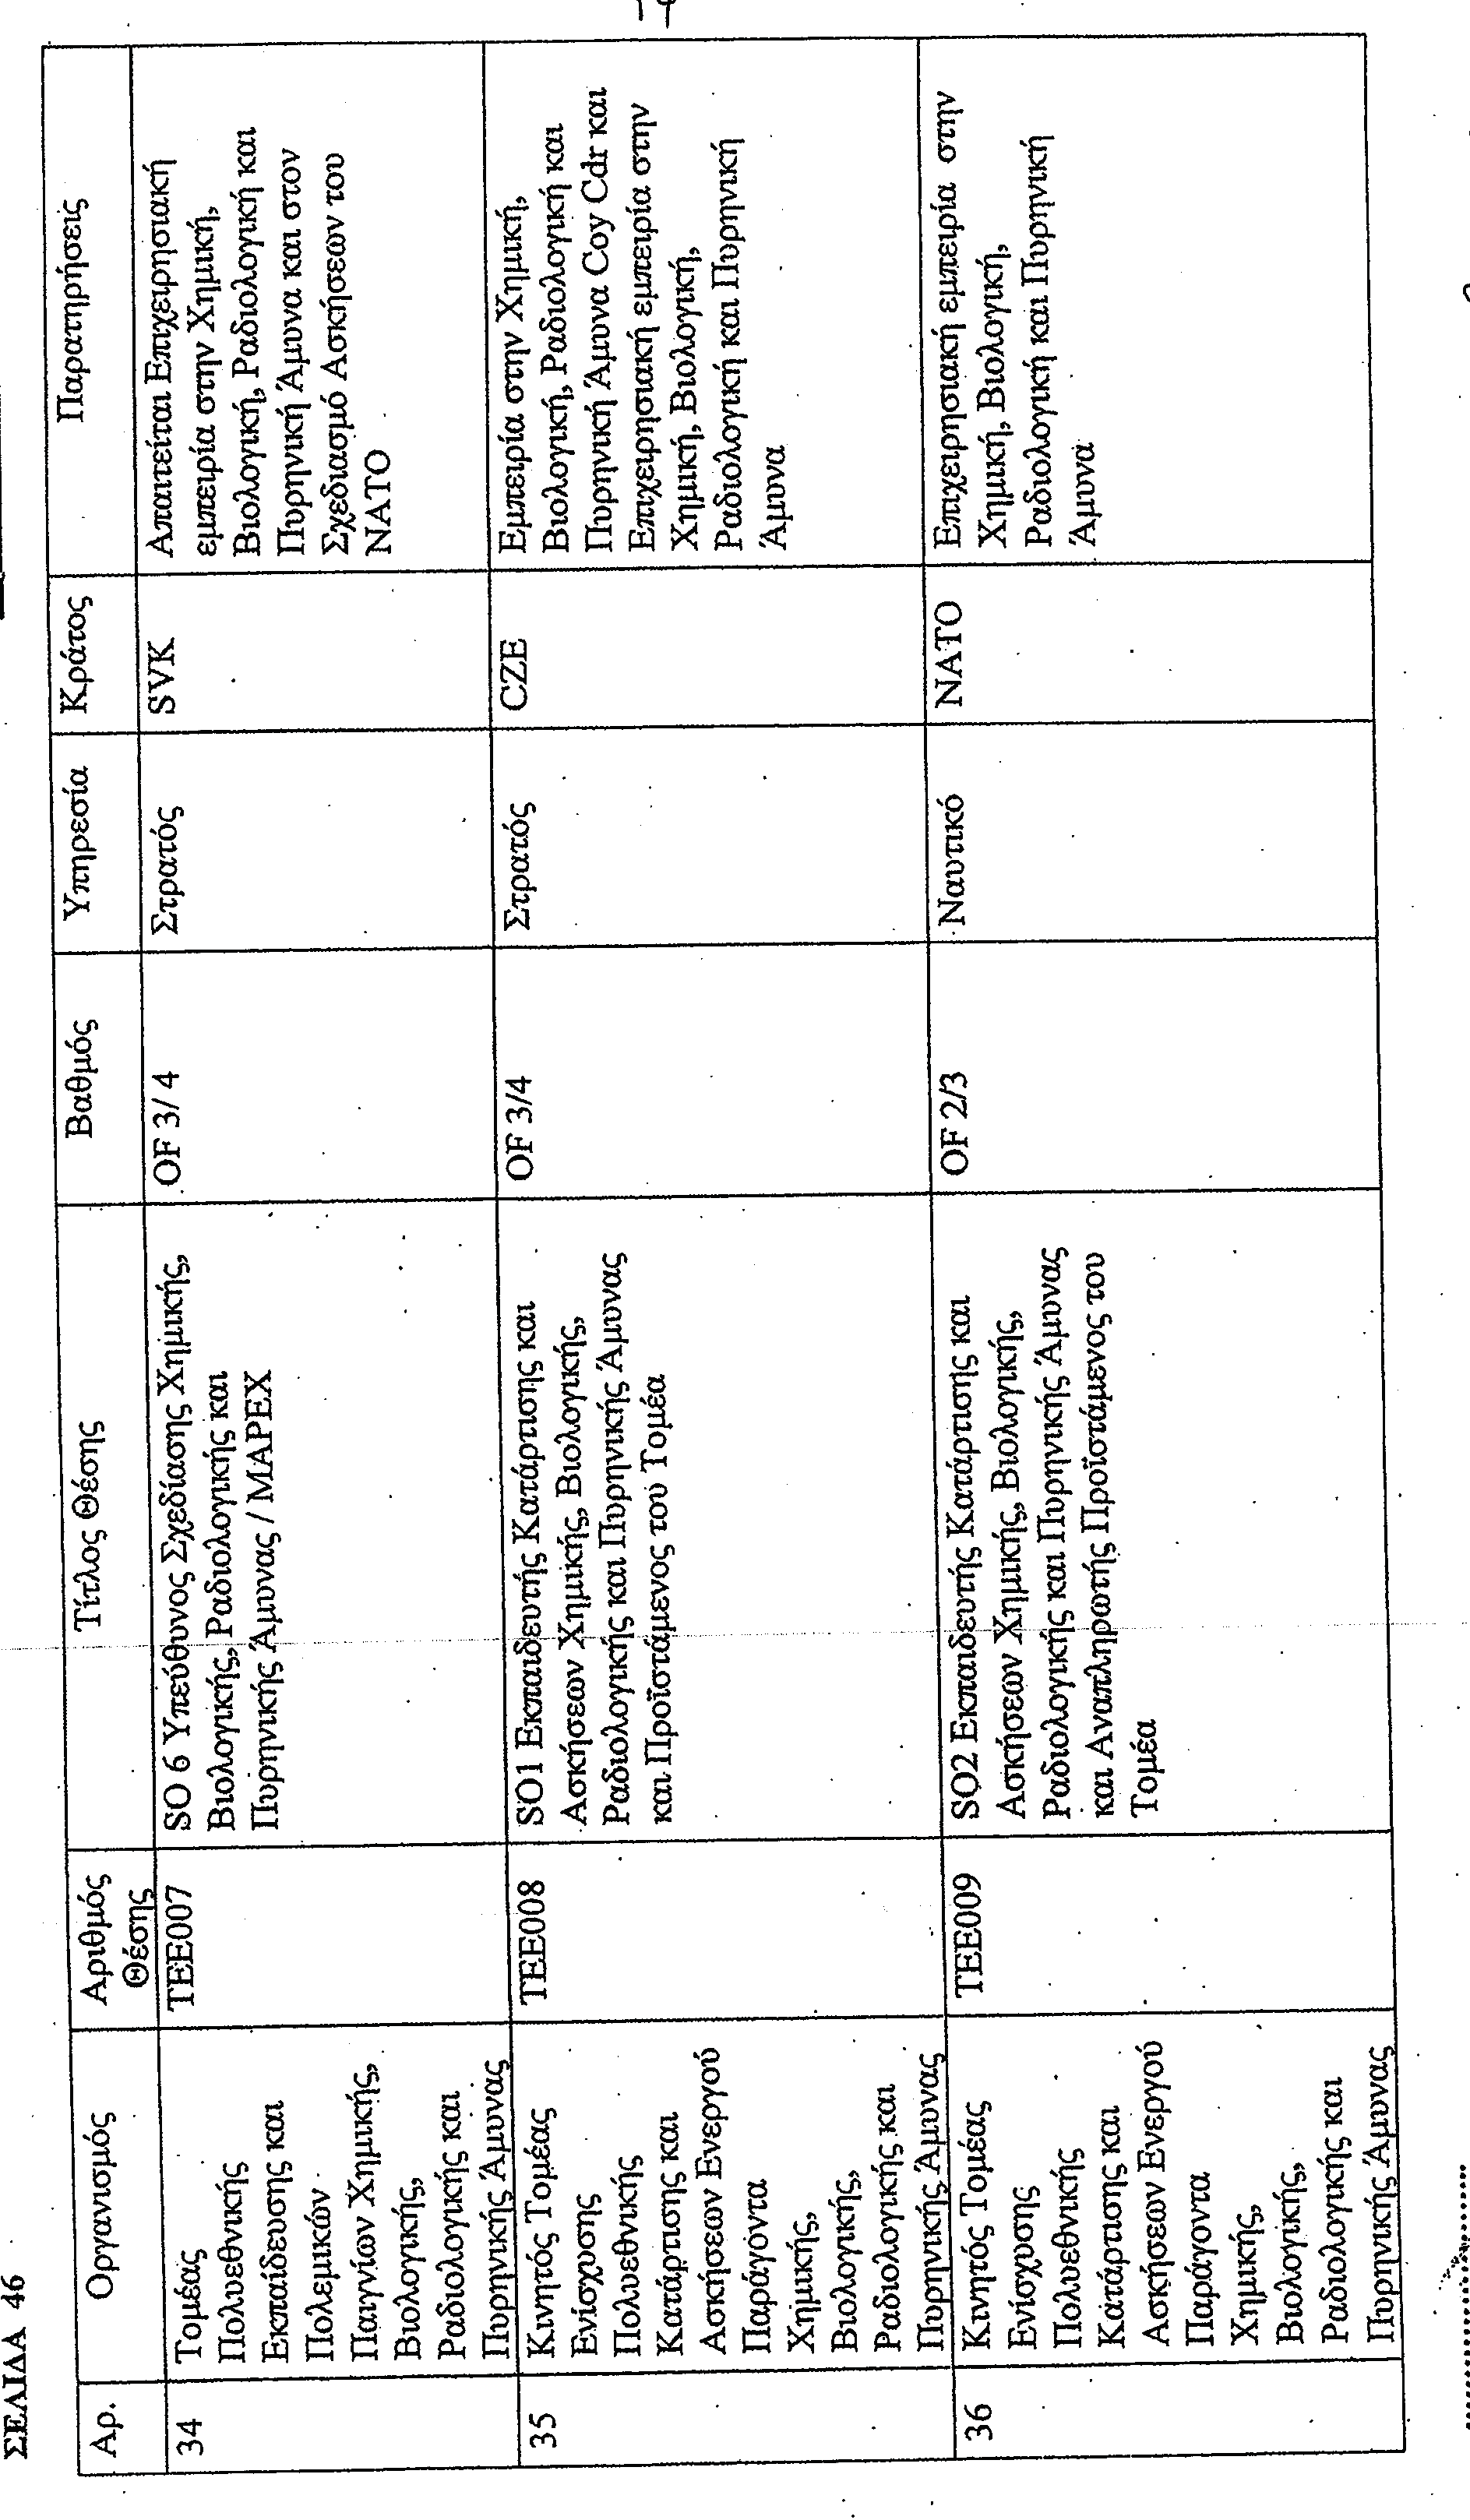 ΣΕΛΙΔΑ 46
Αρ.
Οργανισμός
Αριθμός
Θέσης
Τίτλος Θέσης
Βαθμός
Υπηρεσία
Κράτος
Παρατηρήσεις
34
Τομέας
Πολυεθνικής
Εκπαίδευσης και
Πολεμικών
Παιγνίων Χημικής,
Βιολογικής,
Ραδιολογικής και
Πυρηνικής Άμυνας
TEE007
SO 6 Υπεύθυνος Σχεδίασης Χημικής,
Βιολογικής, Ραδιολογικής και
Πυρηνικής Άμυνας / MAPEX
OF 3/ 4
Στρατός
SVK
Απαιτείται Επιχειρησιακή
εμπειρία στην Χημική,
Βιολογική, Ραδιολογική και
Πυρηνική Άμυνα και στον
Σχεδιασμό Ασκήσεων του
ΝΑΤΟ
35
Κινητός Τομέας
Ενίσχυσης
Πολυεθνικής
Κατάρτισης και
Ασκήσεων Ενεργού
Παράγοντα
Χημικής,
Βιολογικής,
Ραδιολογικής και
Πυρηνικής Άμυνας
TEE008
SO1 Εκπαιδευτής Κατάρτισης και
Ασκήσεων Χημικής, Βιολογικής,
Ραδιολογικής και Πυρηνικής Άμυνας
και Προϊστάμενος του Τομέα
OF 3/4
Στρατός
CZE
Εμπειρία στην Χημική,
Βιολογική, Ραδιολογική και
Πυρηνική Άμυνα Coy Cdr και
Επιχειρησιακή εμπειρία στην
Χημική, Βιολογική,
Ραδιολογική και Πυρηνική
Άμυνα
36
Κινητός Τομέας
Ενίσχυσης
Πολυεθνικής
Κατάρτισης και
Ασκήσεων Ενεργού
Παράγοντα
Χημικής,
Βιολογικής,
Ραδιολογικής και
Πυρηνικής Άμυνας
TEE009
SO2 Εκπαιδευτής Κατάρτισης και
Ασκήσεων Χημικής, Βιολογικής,
Ραδιολογικής και Πυρηνικής Άμυνας
και Αναπληρωτής Προϊστάμενος του
Τομέα
OF 2/3
Ναυτικό
ΝΑΤΟ
Επιχειρησιακή εμπειρία στην
Χημική, Βιολογική,
Ραδιολογική και Πυρηνική
Άμυνα